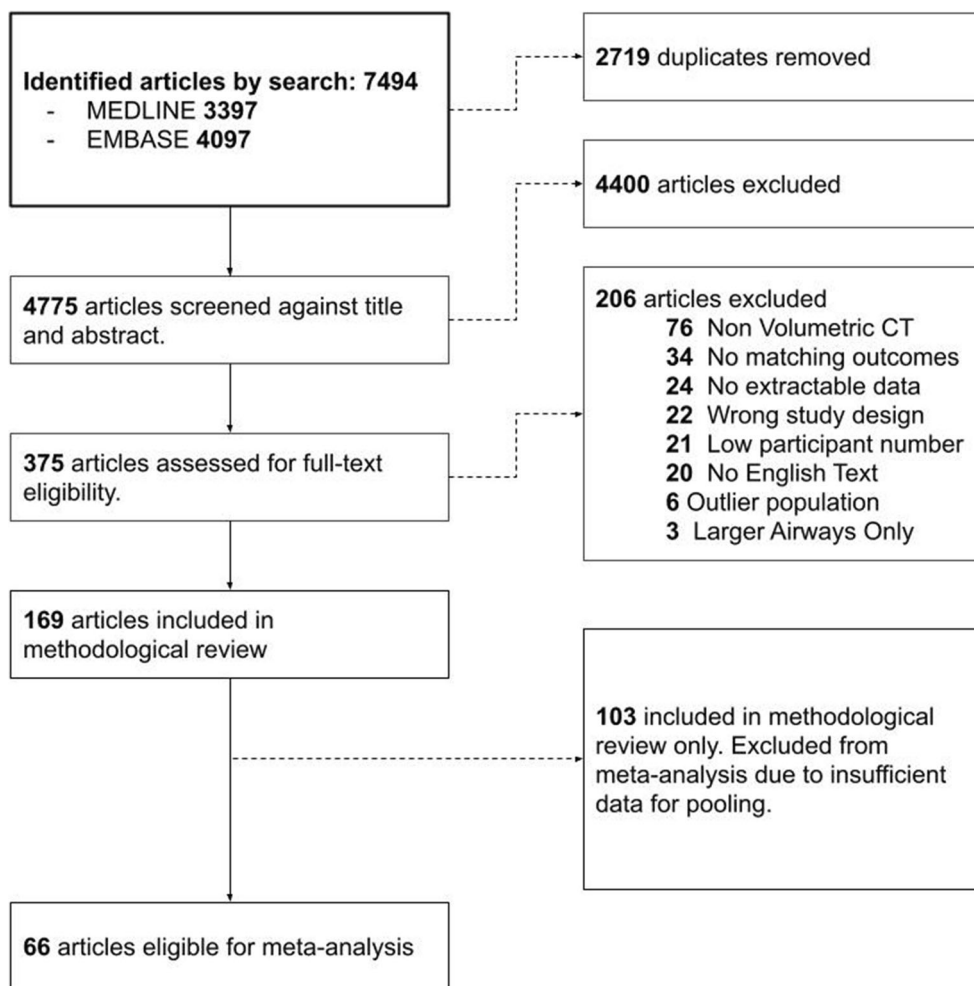 Identified articles by search: 7494
- MEDLINE 3397
- EMBASE 4097
2719 duplicates removed
4400 articles excluded
4775 articles screened against title
and abstract.
206 articles excluded
76 Non Volumetric CT
34 No matching outcomes
24 No extractable data
22 Wrong study design
21 Low participant number
20 No English Text
6 Outlier population
3 Larger Airways Only
375 articles assessed for full-text
eligibility.
169 articles included in
methodological review
103 included in methodological
review only. Excluded from
meta-analysis due to insufficient
data for pooling.
66 articles eligible for meta-analysis